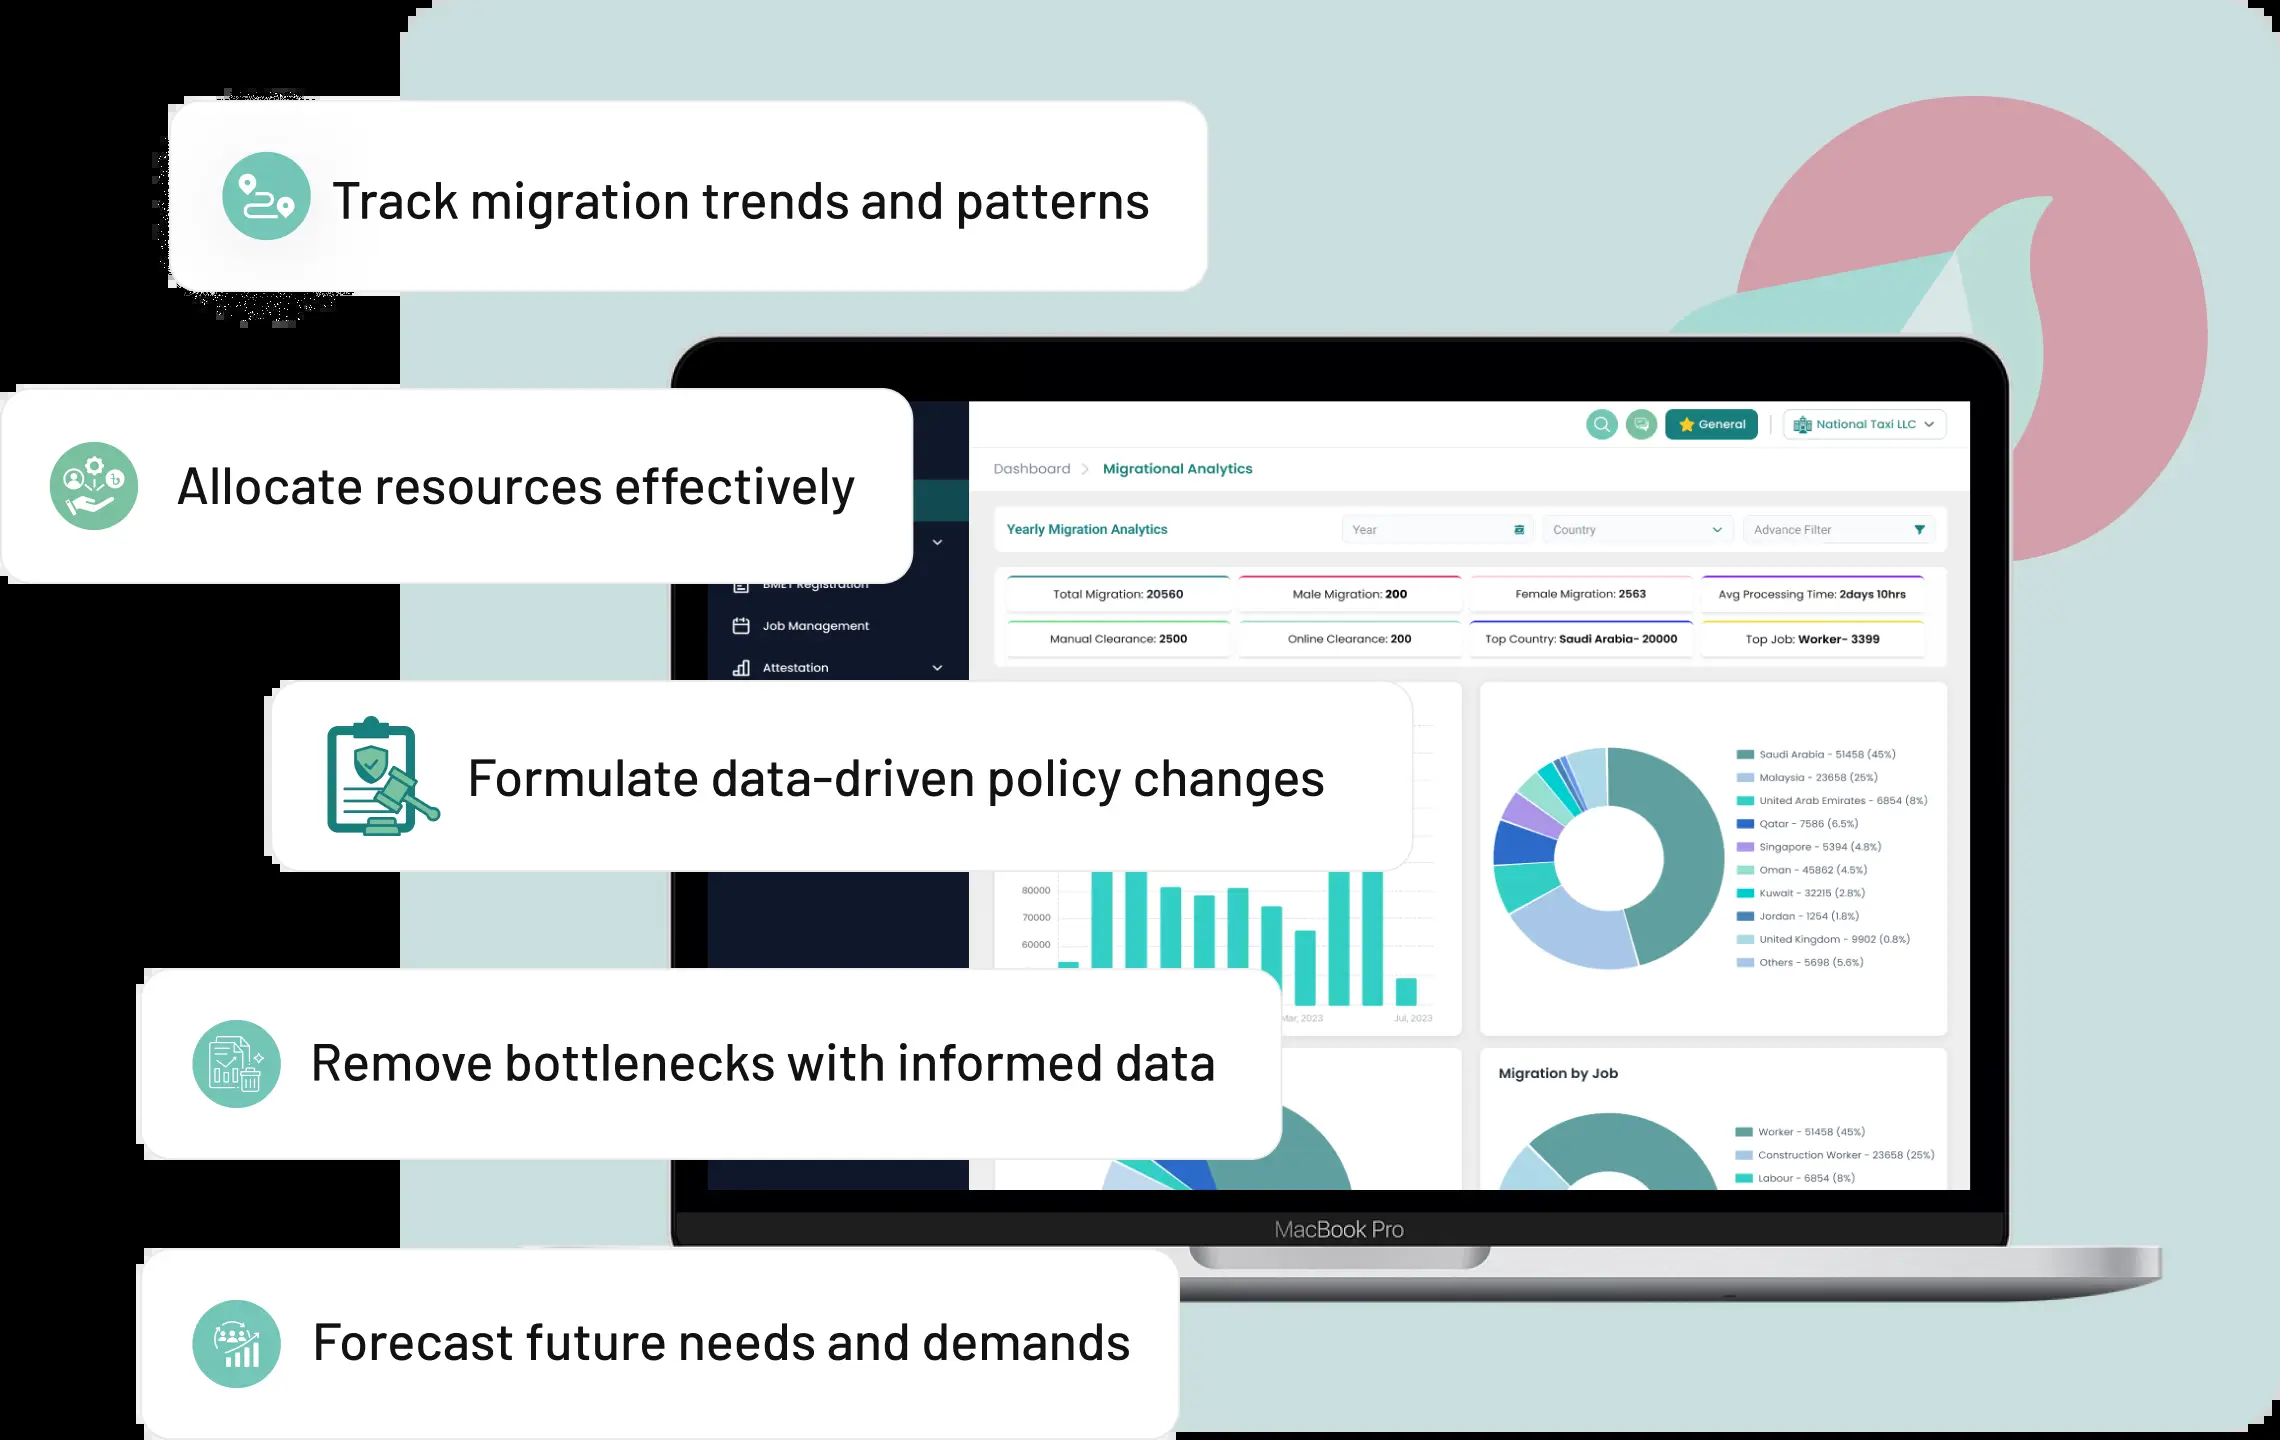 Track migration trends and patterns
Allocate resources effectively
Formulate data-driven policy changes
Remove bottlenecks with informed data
Forecast future needs and demands
General
National Taxi LLC
Dashboard
Migrational Analytics
Yearly Migration Analytics
Year
Country
Advance Filter
Total Migration: 20560
Male Migration: 200
Female Migration: 2563
Avg Processing Time: 2days 10hrs
Manual Clearance: 2500
Online Clearance: 200
Top Country: Saudi Arabia- 20000
Top Job: Worker- 3399
BMET Registration
Job Management
Attestation
80000
70000
60000
Mar, 2023
Jul, 2023
Saudi Arabia - 51458 (45%)
Malaysia - 23658 (25%)
United Arab Emirates - 6854 (8%)
Qatar - 7586 (6.5%)
Singapore - 5394 (4.8%)
Oman - 45862 (4.5%)
Kuwait - 32215 (2.8%)
Jordan - 1254 (1.8%)
United Kingdom - 9902 (0.8%)
Others - 5698 (5.6%)
Migration by Job
Worker - 51458 (45%)
Construction Worker - 23658 (25%)
Labour - 6854 (8%)
MacBook Pro